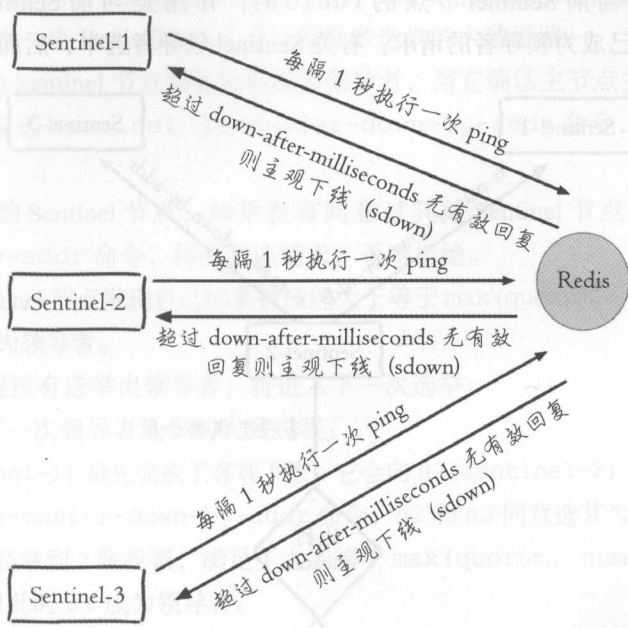 Sentinel-1
每隔1秒执行一次 ping
超过 down-after-milliseconds 无有效回复
则主观下线 (sdown)
Sentinel-2
每隔1秒执行一次 ping
Redis
超过 down-after-milliseconds 无有效
回复则主观下线 (sdown)
每隔1秒执行一次 ping
超过 down-after-milliseconds 无有效回复
则主观下线 (sdown)
Sentinel-3